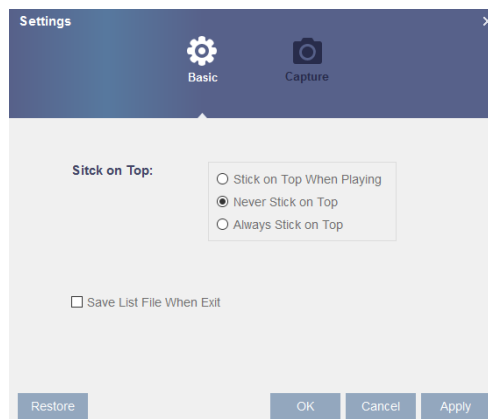 Settings
Basic
Capture
Sitck on Top:
Stick on Top When Playing
Never Stick on Top
Always Stick on Top
Save List File When Exit
Restore
OK
Cancel
Apply